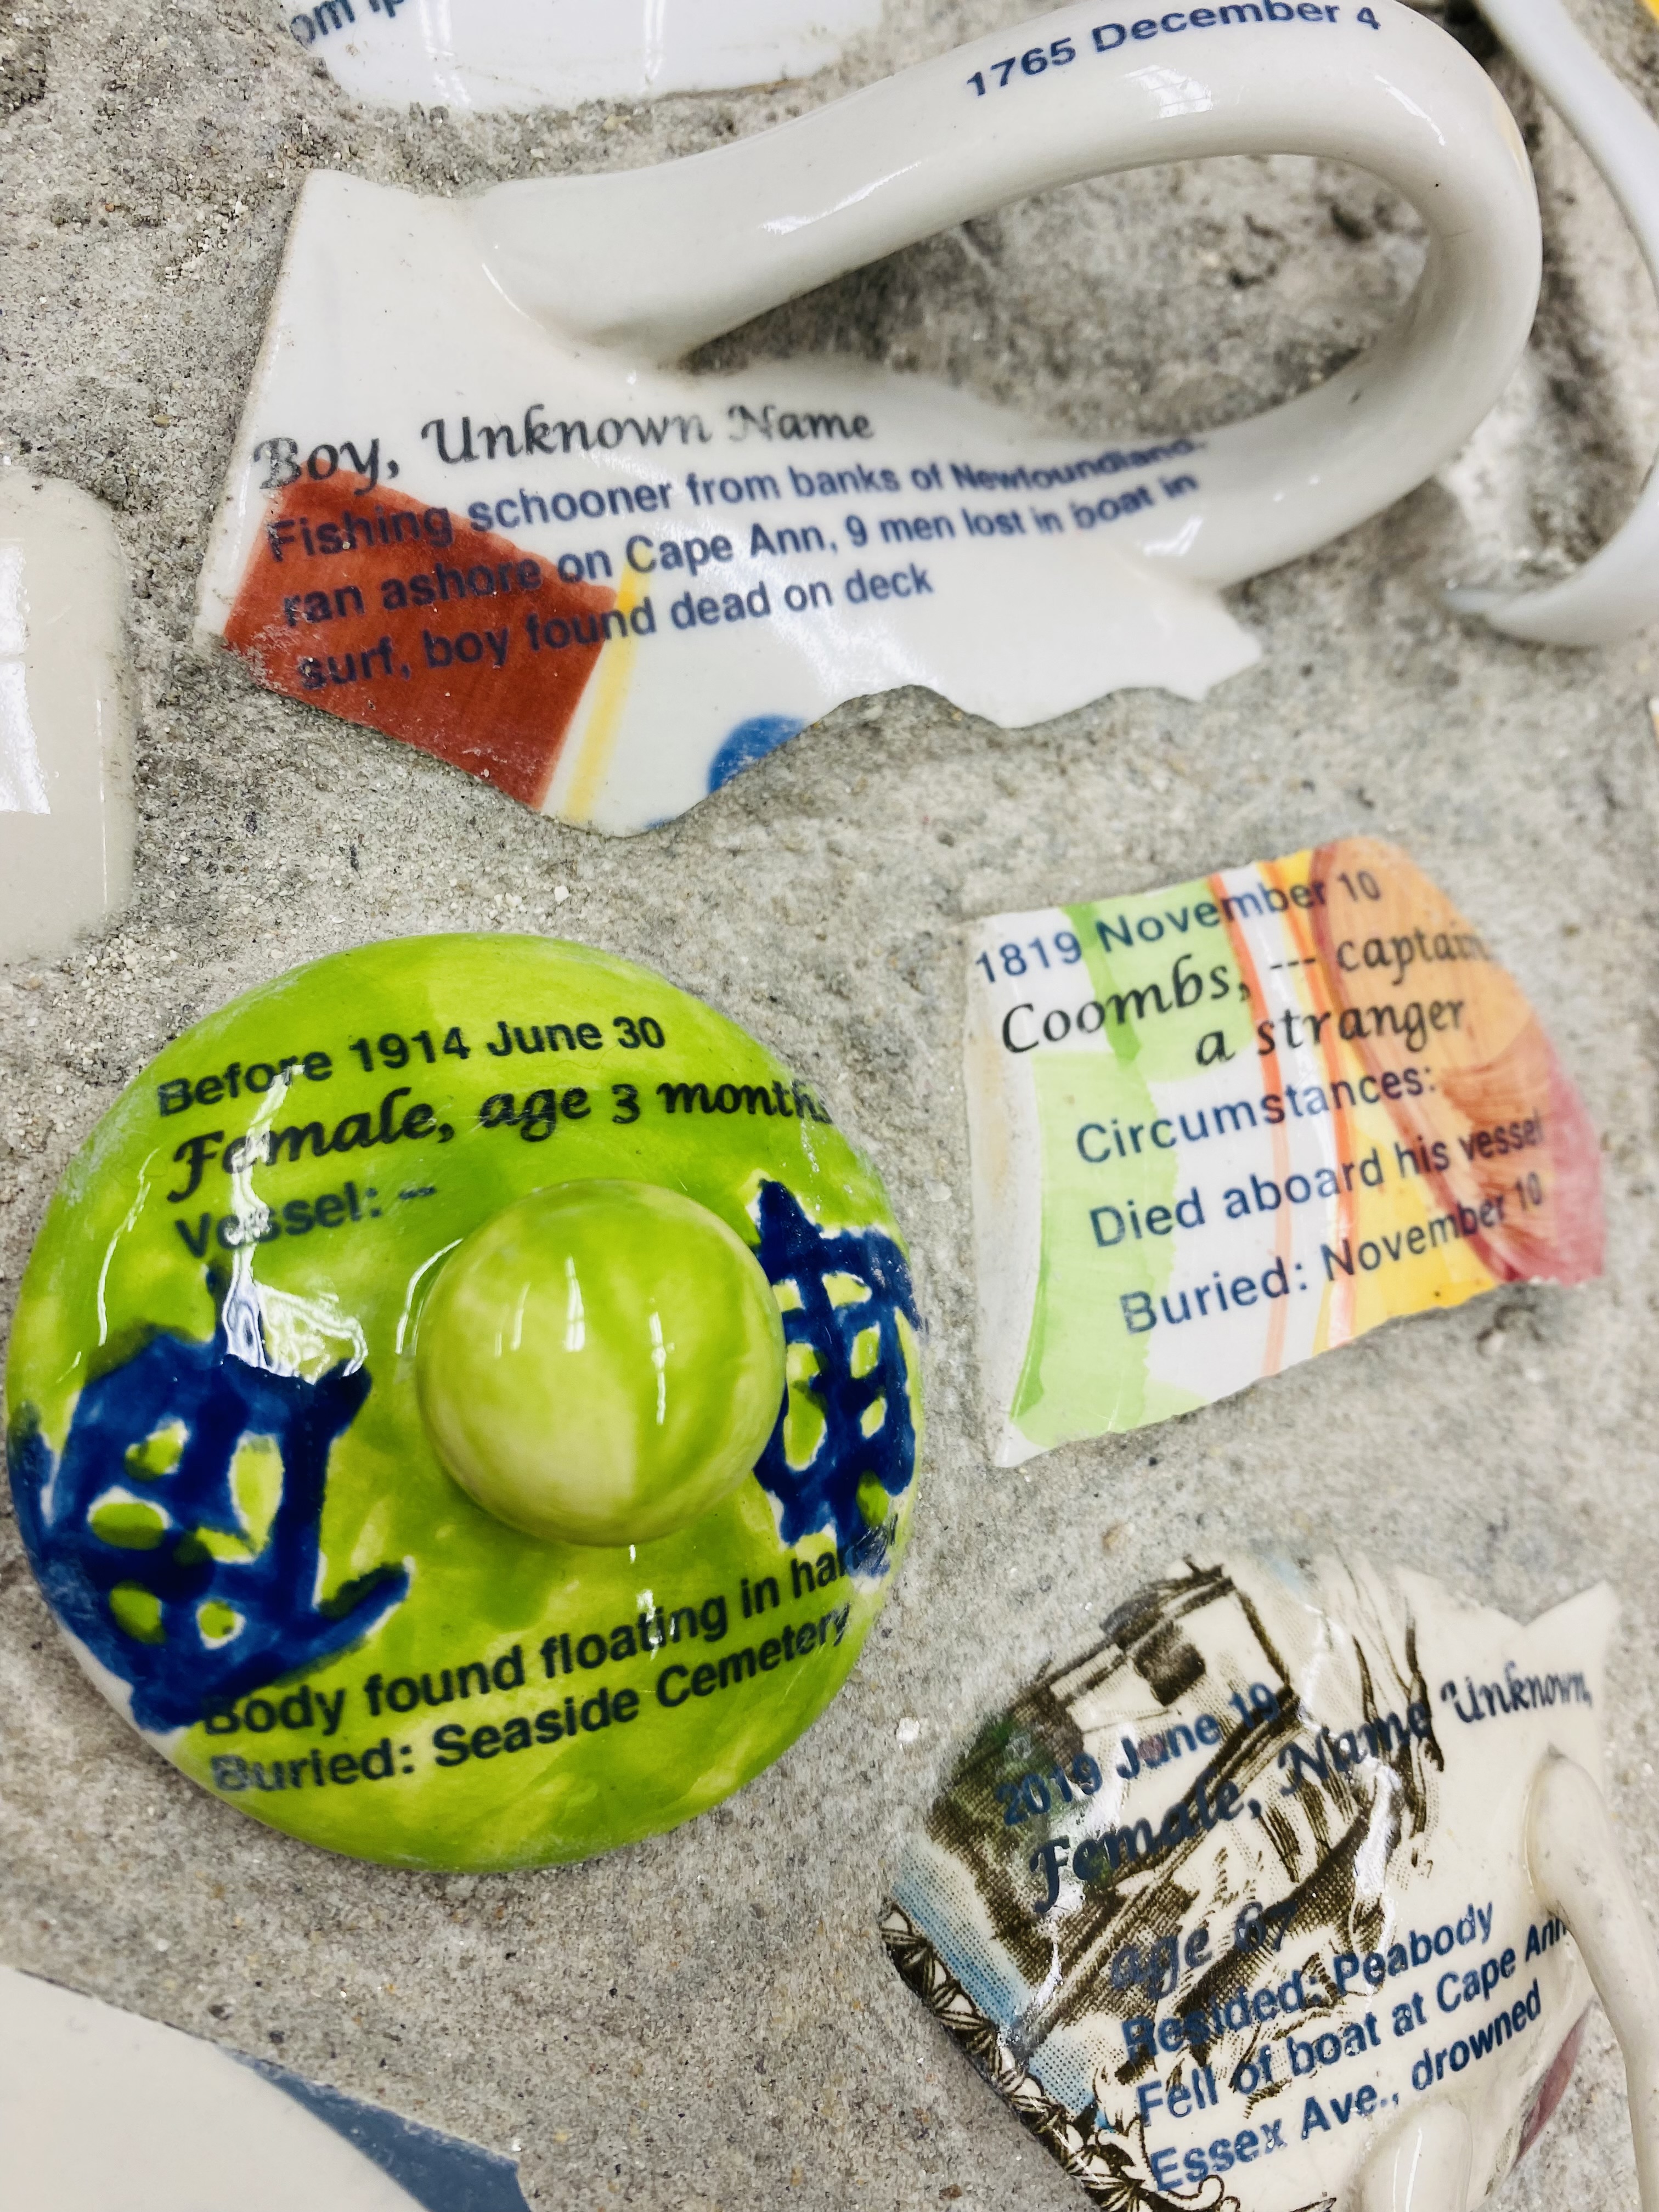 1765 December 4
Boy, Unknown Name
Fishing schooner from banks of Newfoundland.
ran ashore on Cape Ann, 9 men lost in boat in
surf, boy found dead on deck
1819 November 10
Coombs, --- captain
a stranger
Circumstances:
Died aboard his vessel
Buried: November 10
Before 1914 June 30
Female, age 3 months
Vessel: --
Body found floating in
Buried: Seaside Cemetery
2019 June 19
Female, Name Unknown,
age 67
Resided: Peabody
Fell of boat at Cape Ann
Essex Ave., drowned